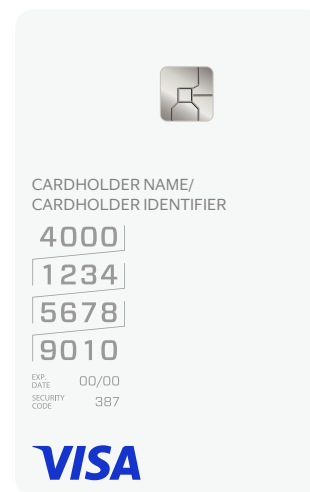 CARDHOLDER NAME/
CARDHOLDER IDENTIFIER
4000
1234
5678
9010
EXP. DATE 00/00
SECURITY CODE 387
VISA